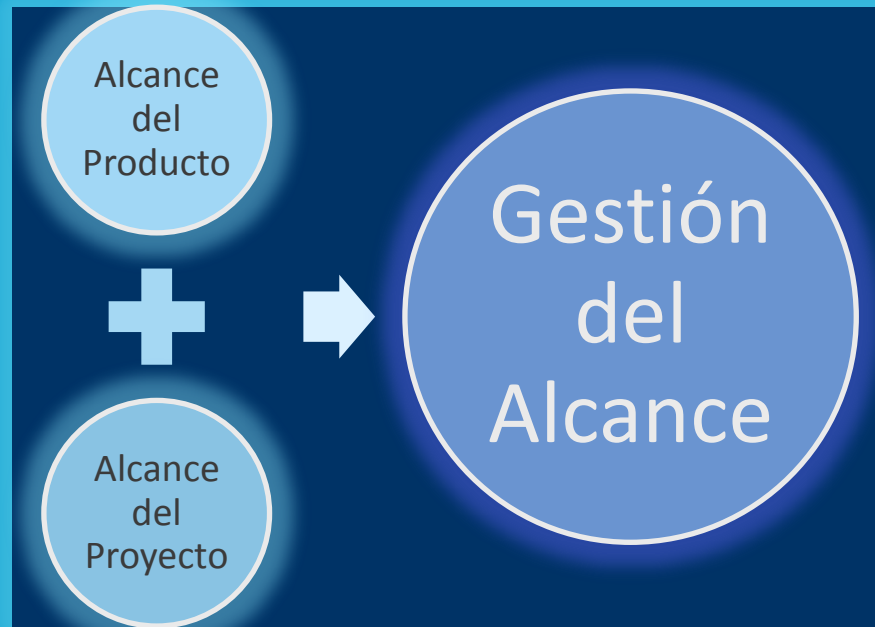 Alcance
del
Producto
Alcance
del
Proyecto
Gestión
del
Alcance